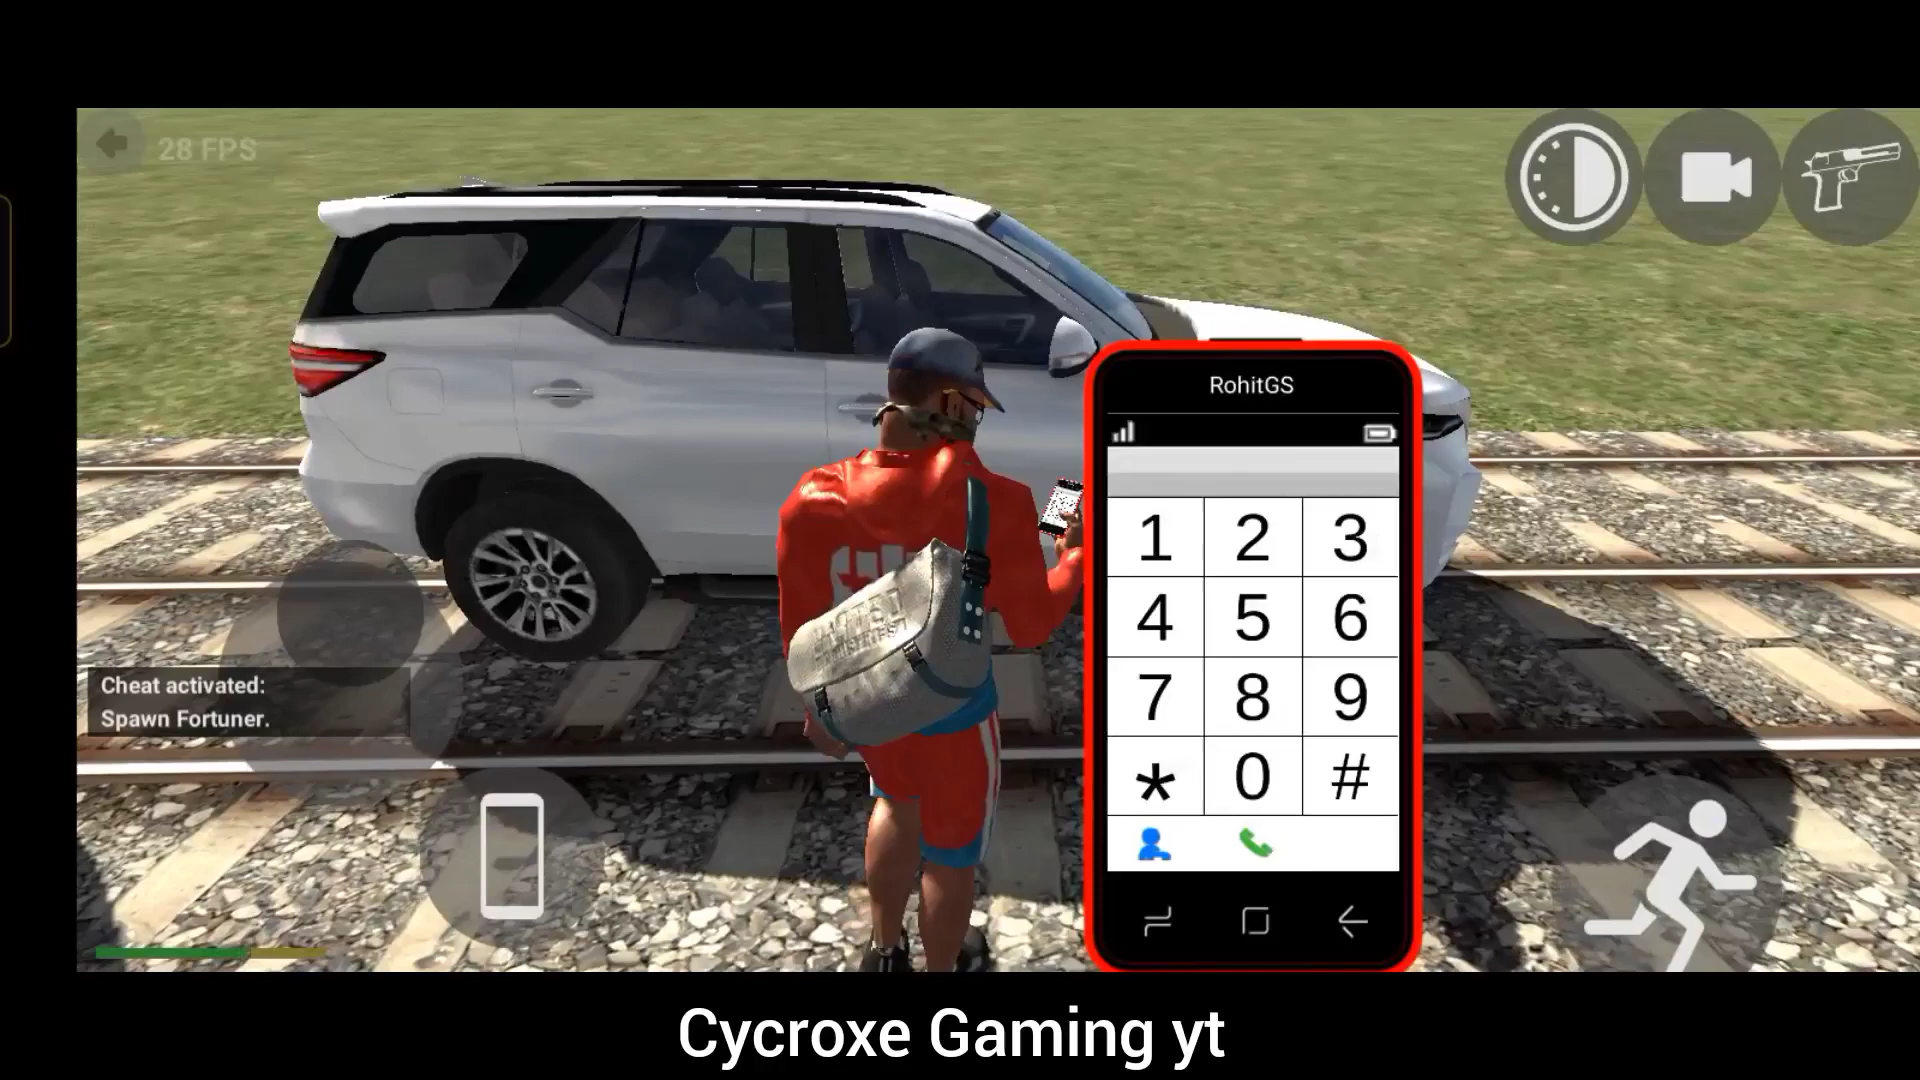 28 FPS
RohitGS
1 2 3
4 5 6
7 8 9
* 0 #
Cheat activated:
Spawn Fortuner.
Cycroxe Gaming yt